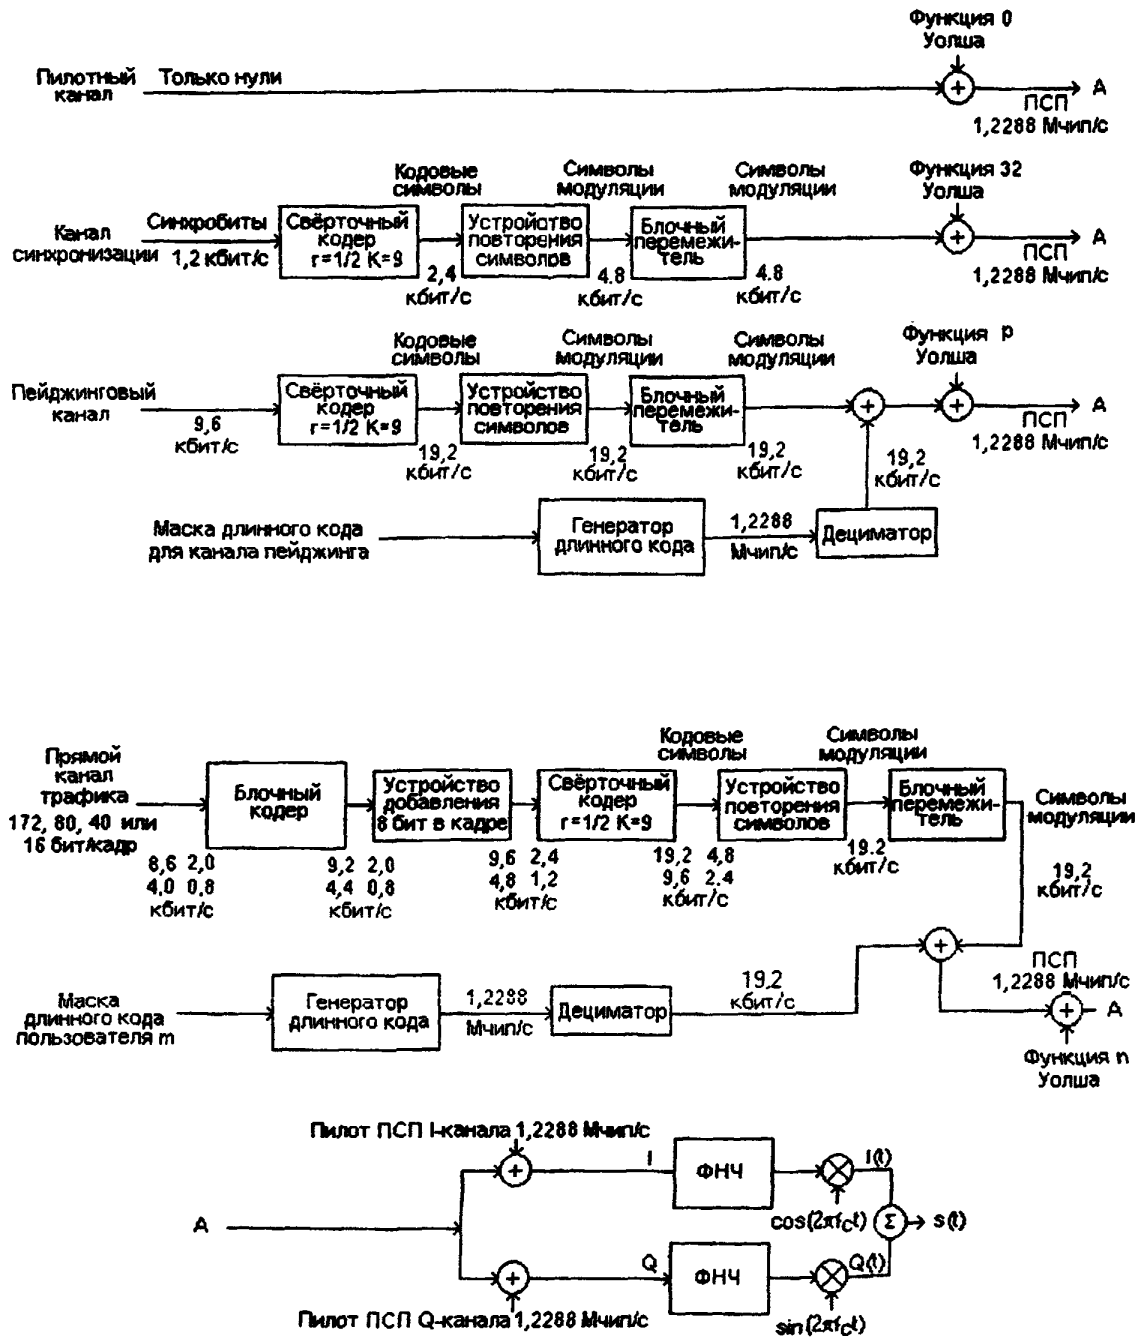 Функция 0
Уолша
Пилотный
канал
Только нули
A
ПСП
1,2288 Мчип/с
Кодовые
символы
Символы
модуляции
Символы
модуляции
Функция 32
Уолша
Канал
синхронизации
Синхробиты
1,2 кбит/с
Свёрточный
кодер
r=1/2 K=9
Устройство
повторения
символов
Блочный
перемежи-
тель
A
ПСП
1,2288 Мчип/с
2,4
кбит/с
4.8
кбит/с
4.8
кбит/с
Кодовые
символы
Символы
модуляции
Символы
модуляции
Функция p
Уолша
Пейджинговый
канал
9,6
кбит/с
Свёрточный
кодер
r=1/2 K=9
Устройство
повторения
символов
Блочный
перемежи-
тель
A
ПСП
1,2288 Мчип/с
19,2
кбит/с
19,2
кбит/с
19,2
кбит/с
19,2
кбит/с
Маска длинного кода
для канала пейджинга
Генератор
длинного кода
1,2288
Мчип/с
Дециматор
Прямой
канал
трафика
172, 80, 40 или
16 бит/кадр
Блочный
кодер
Устройство
добавления
8 бит в кадре
Свёрточный
кодер
r=1/2 K=9
Кодовые
символы
Устройство
повторения
символов
Символы
модуляции
Блочный
перемежи-
тель
Символы
модуляции
8,6 2,0
4,0 0,8
кбит/с
9,2 2,0
4,4 0,8
кбит/с
9,6 2,4
4,8 1,2
кбит/с
19,2 4,8
9,6 2.4
кбит/с
19.2
кбит/с
19,2
кбит/с
Маска
длинного кода
пользователя m
Генератор
длинного кода
1,2288
Мчип/с
Дециматор
19,2
кбит/с
ПСП
1,2288 Мчип/с
A
Функция n
Уолша
Пилот ПСП I-канала 1,2288 Мчип/с
I
ФНЧ
I(t)
cos(2πfct)
A
Σ
s(t)
Q
ФНЧ
Q(t)
Пилот ПСП Q-канала 1,2288 Мчип/с
sin(2πfct)